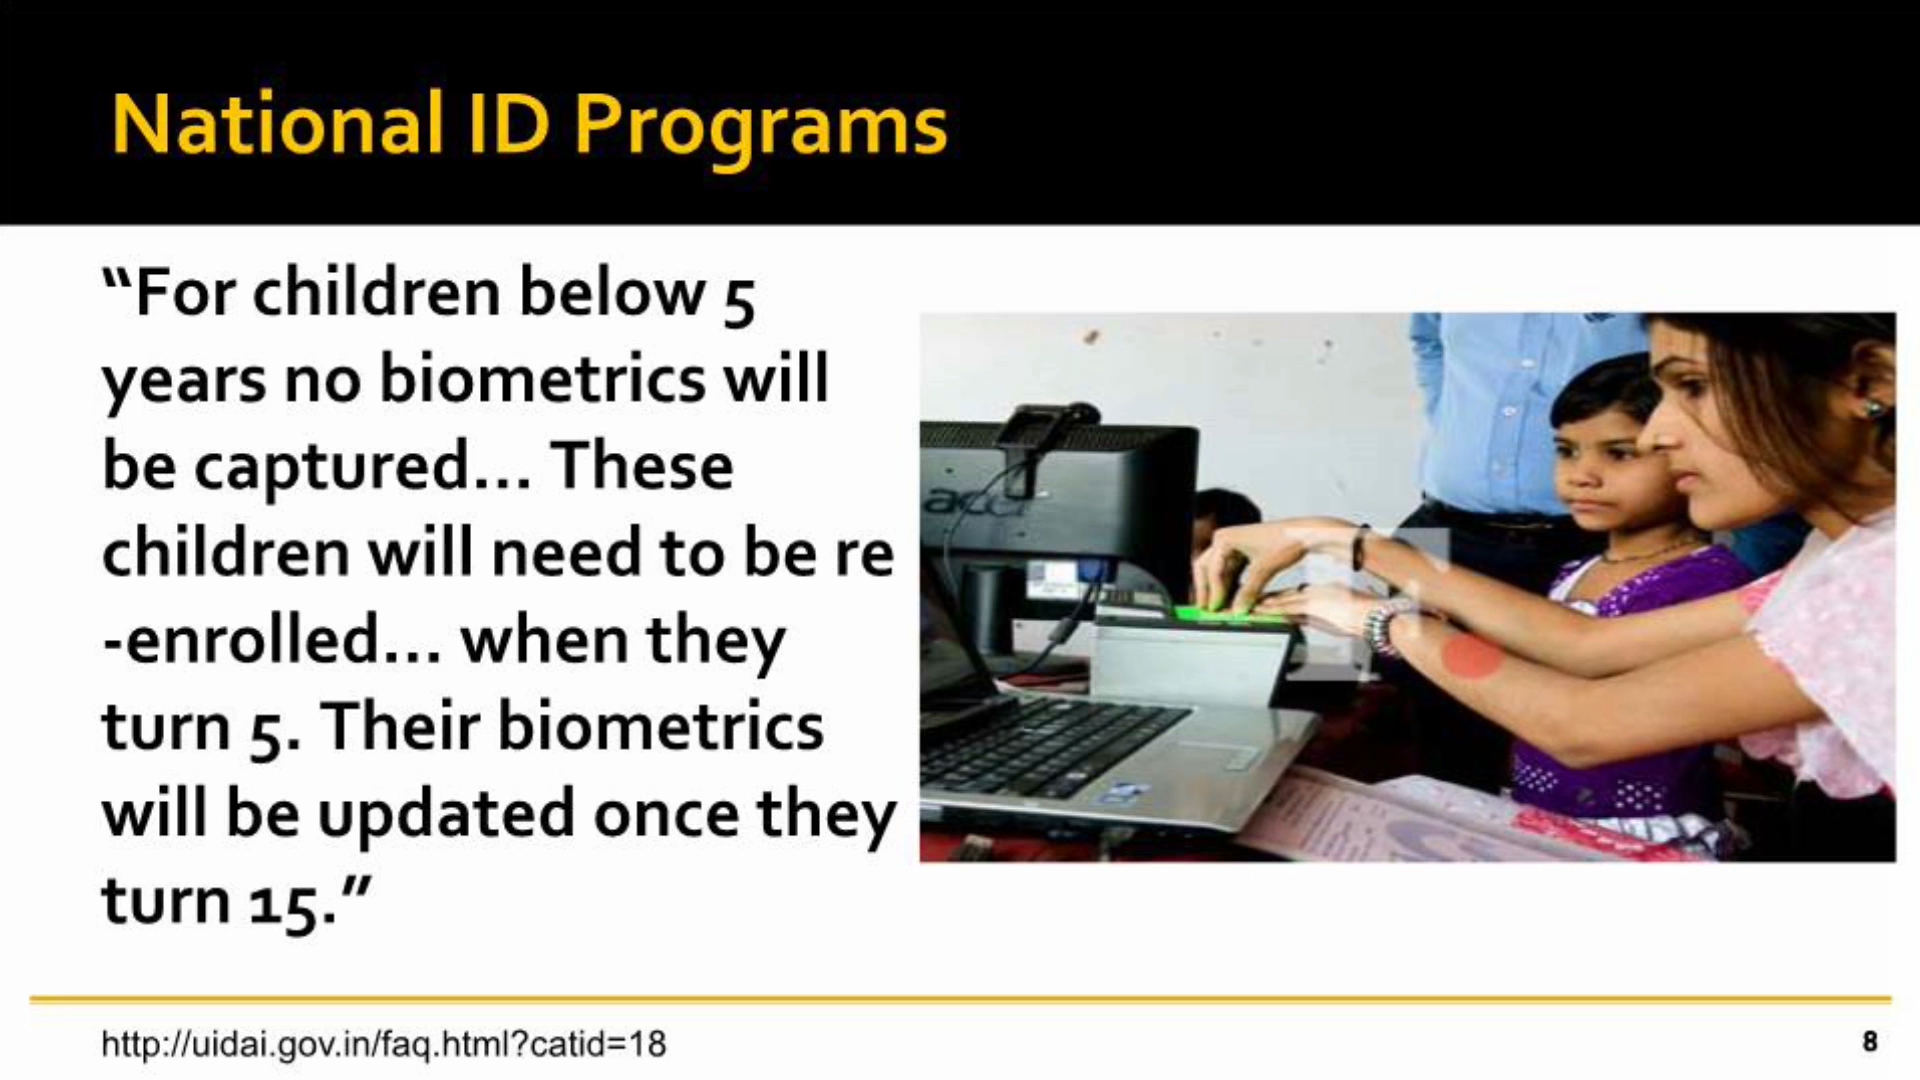 National ID Programs
“For children below 5
years no biometrics will
be captured... These
children will need to be re
-enrolled... when they
turn 5. Their biometrics
will be updated once they
turn 15.”
acer
http://uidai.gov.in/faq.html?catid=18
8